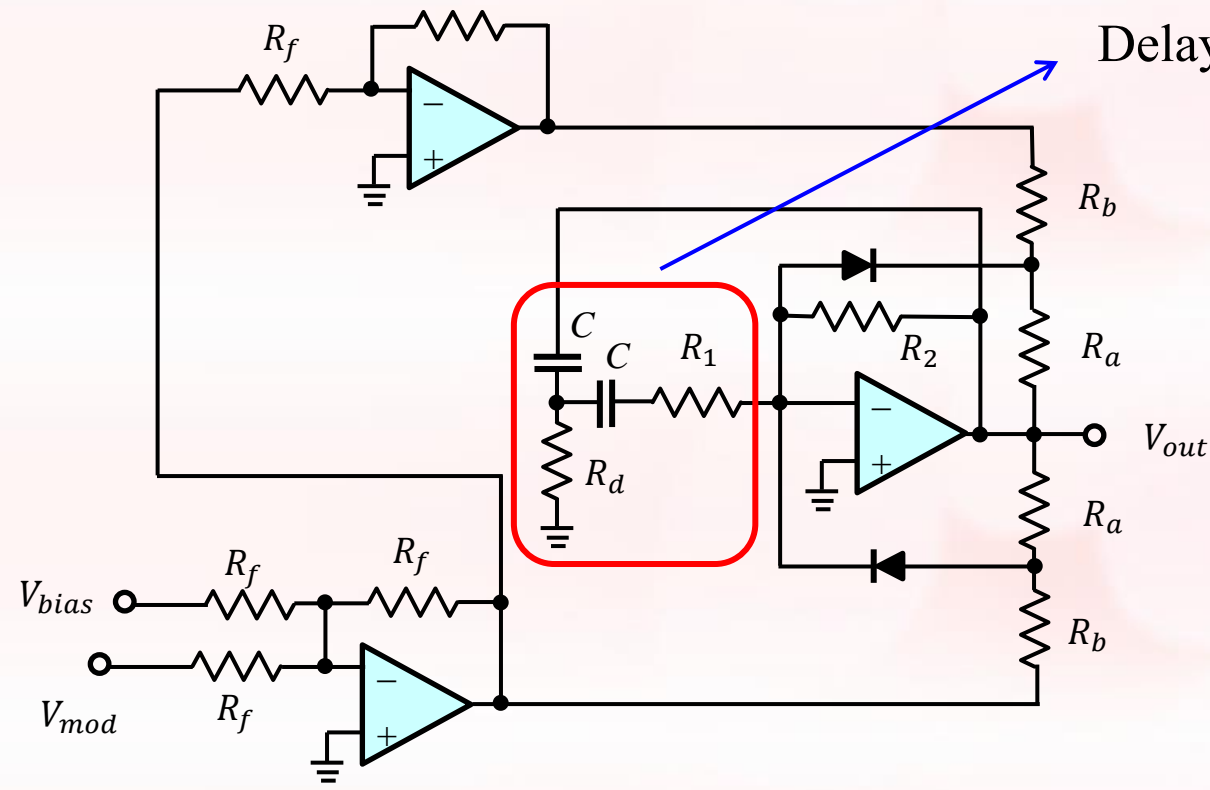 Delay
R_f
R_b
C
C
R_1
R_2
R_a
V_out
R_d
R_a
R_f
R_f
V_bias
R_b
V_mod
R_f
−
+
−
+
−
+